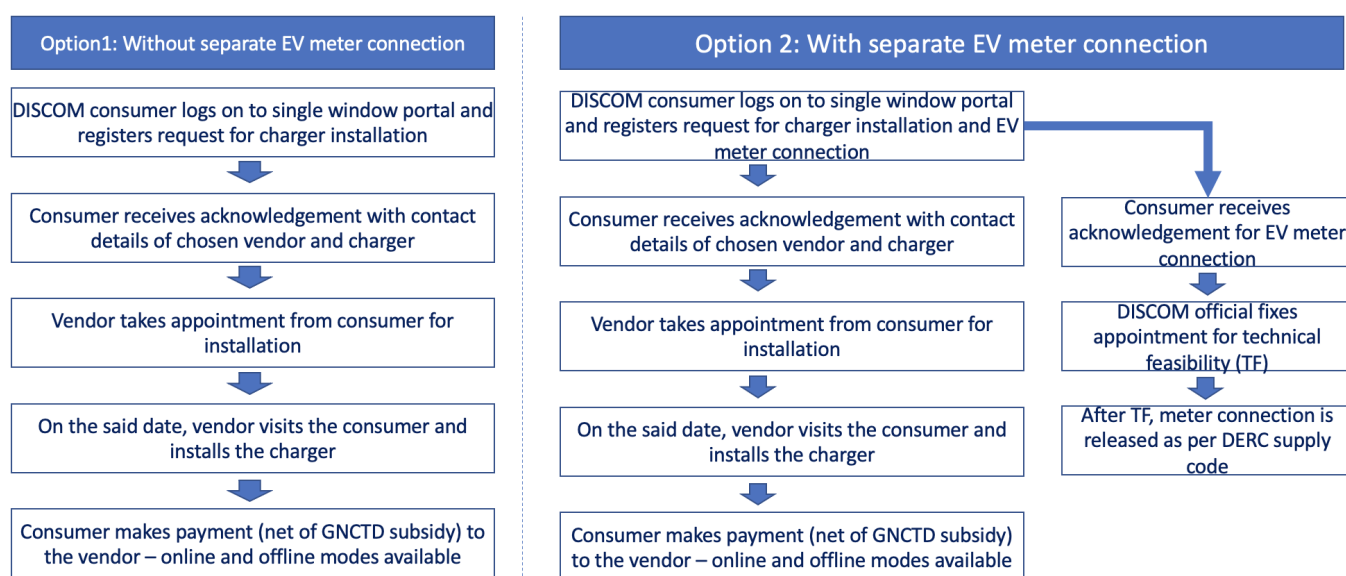 Option1: Without separate EV meter connection
DISCOM consumer logs on to single window portal and
registers request for charger installation
Consumer receives acknowledgement with contact
details of chosen vendor and charger
Vendor takes appointment from consumer for
installation
On the said date, vendor visits the consumer and
installs the charger
Consumer makes payment (net of GNCTD subsidy) to
the vendor – online and offline modes available
Option 2: With separate EV meter connection
DISCOM consumer logs on to single window portal
and registers request for charger installation and EV
meter connection
Consumer receives acknowledgement with contact
details of chosen vendor and charger
Vendor takes appointment from consumer for
installation
On the said date, vendor visits the consumer and
installs the charger
Consumer makes payment (net of GNCTD subsidy)
to the vendor – online and offline modes available
Consumer receives
acknowledgement for EV meter
connection
DISCOM official fixes
appointment for technical
feasibility (TF)
After TF, meter connection is
released as per DERC supply
code